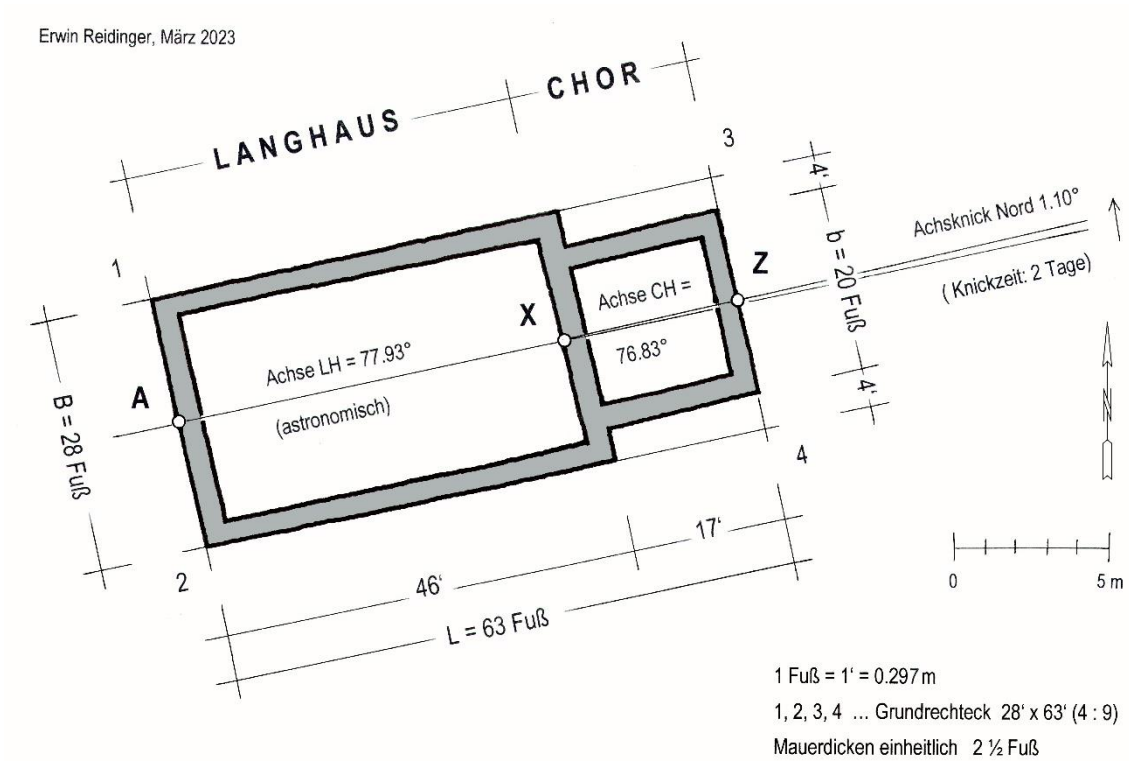 Erwin Reidinger, März 2023
LANGHAUS
CHOR
3
4‘
1
b = 20 Fuß
Achsknick Nord 1.10°
Z
( Knickzeit: 2 Tage)
X
Achse CH =
76.83°
A
Achse LH = 77.93°
(astronomisch)
4‘
B = 28 Fuß
N
4
2
17‘
46‘
L = 63 Fuß
0
5 m
1 Fuß = 1‘ = 0.297 m
1, 2, 3, 4 ... Grundrechteck 28‘ x 63‘ (4 : 9)
Mauerdicken einheitlich 2 ½ Fuß